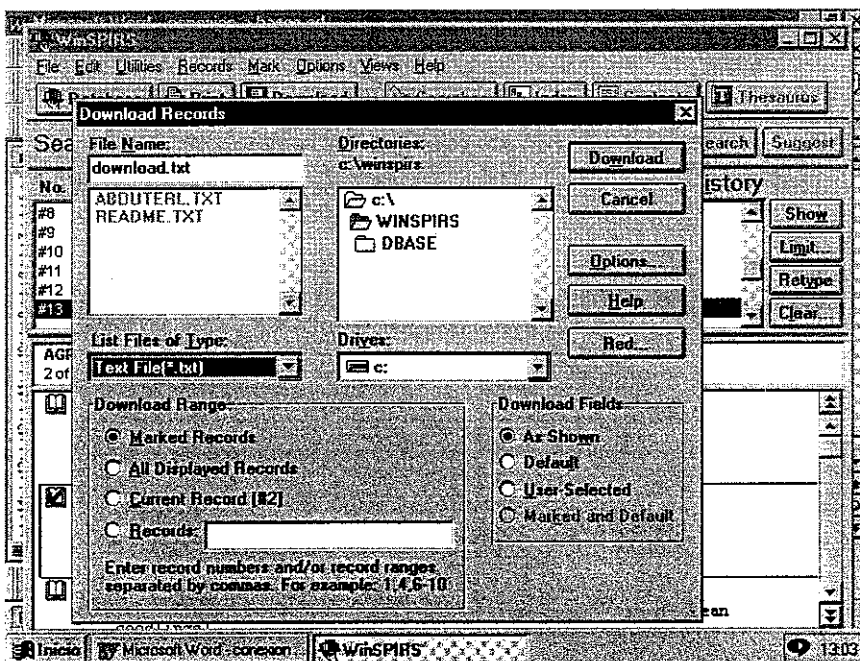 WinSPIRS
File Edit Utilities Records Mark Options Views Help
Thesaurus
Download Records
Sea
earch Suggest
File Name:
download.txt
ABOUTERL.TXT
README.TXT
Directories:
c:\winspirs
c:\
WINSPIRS
DBASE
Download
Cancel
Options...
Help
Red...
No.
istory
#8
#9
#10
#11
#12
#13
Show
Limit...
Retype
Clear...
List Files of Type:
Text File(*.txt)
Drives:
c:
AGR
2 of
Download Range
Marked Records
All Displayed Records
Current Record (#2)
Records:
Enter record numbers and/or record ranges
separated by commas. For example: 1,4,6-10
Download Fields
As Shown
Default
User-Selected
Marked and Default
ean
Inicio
Microsoft Word - conexion
WinSPIRS
13:03